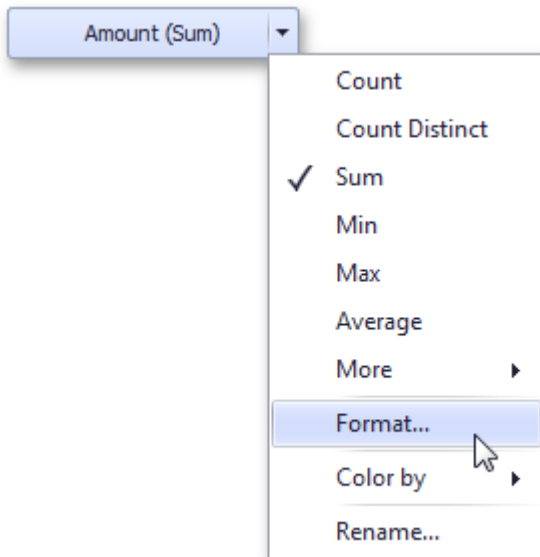 Amount (Sum)
Count
Count Distinct
Sum
Min
Max
Average
More
Format...
Color by
Rename...